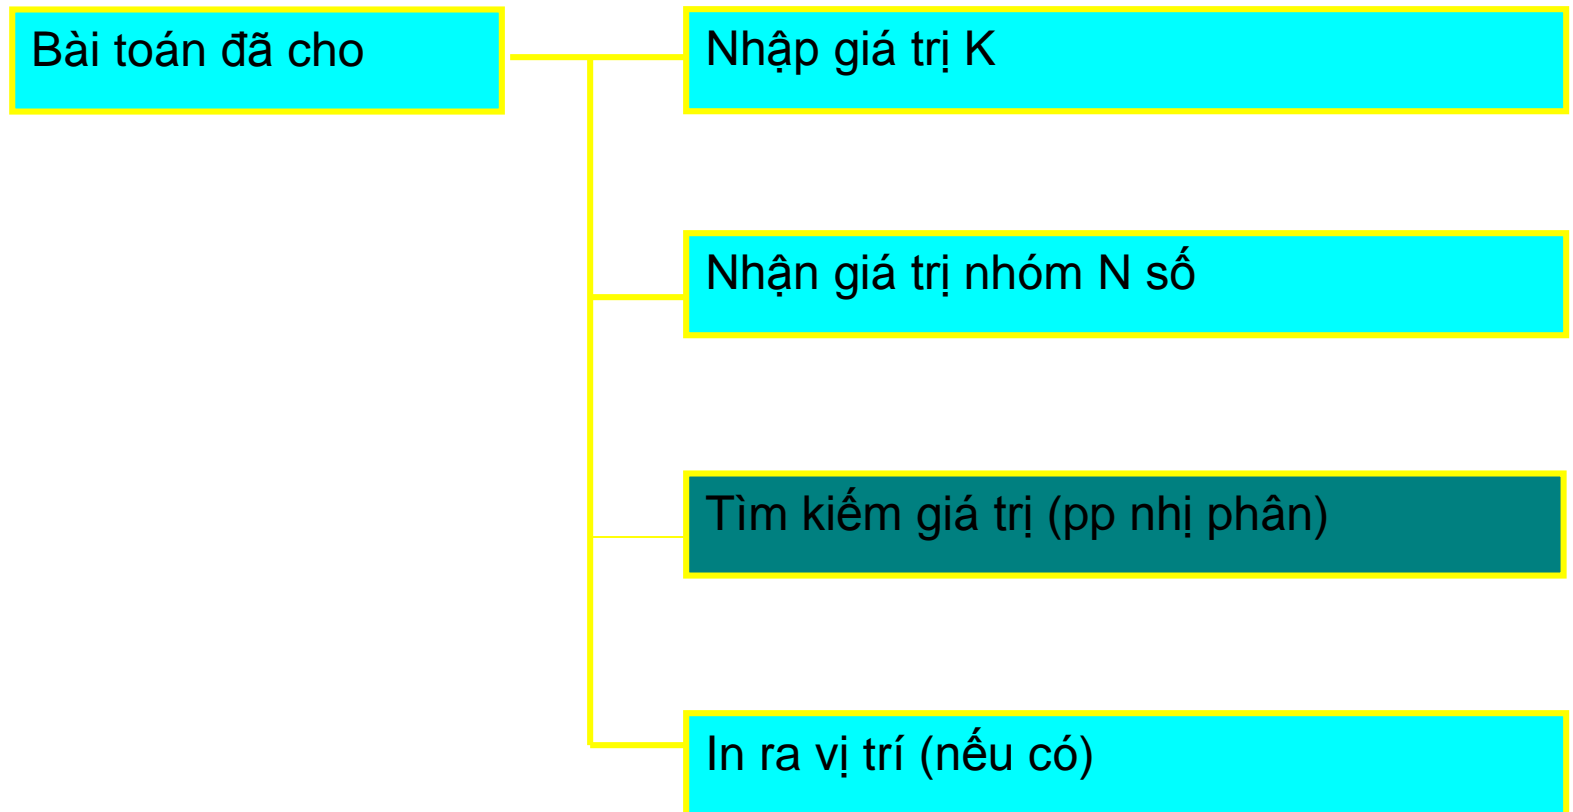 Bài toán đã cho
Nhập giá trị K
Nhận giá trị nhóm N số
Tìm kiếm giá trị (pp nhị phân)
In ra vị trí (nếu có)